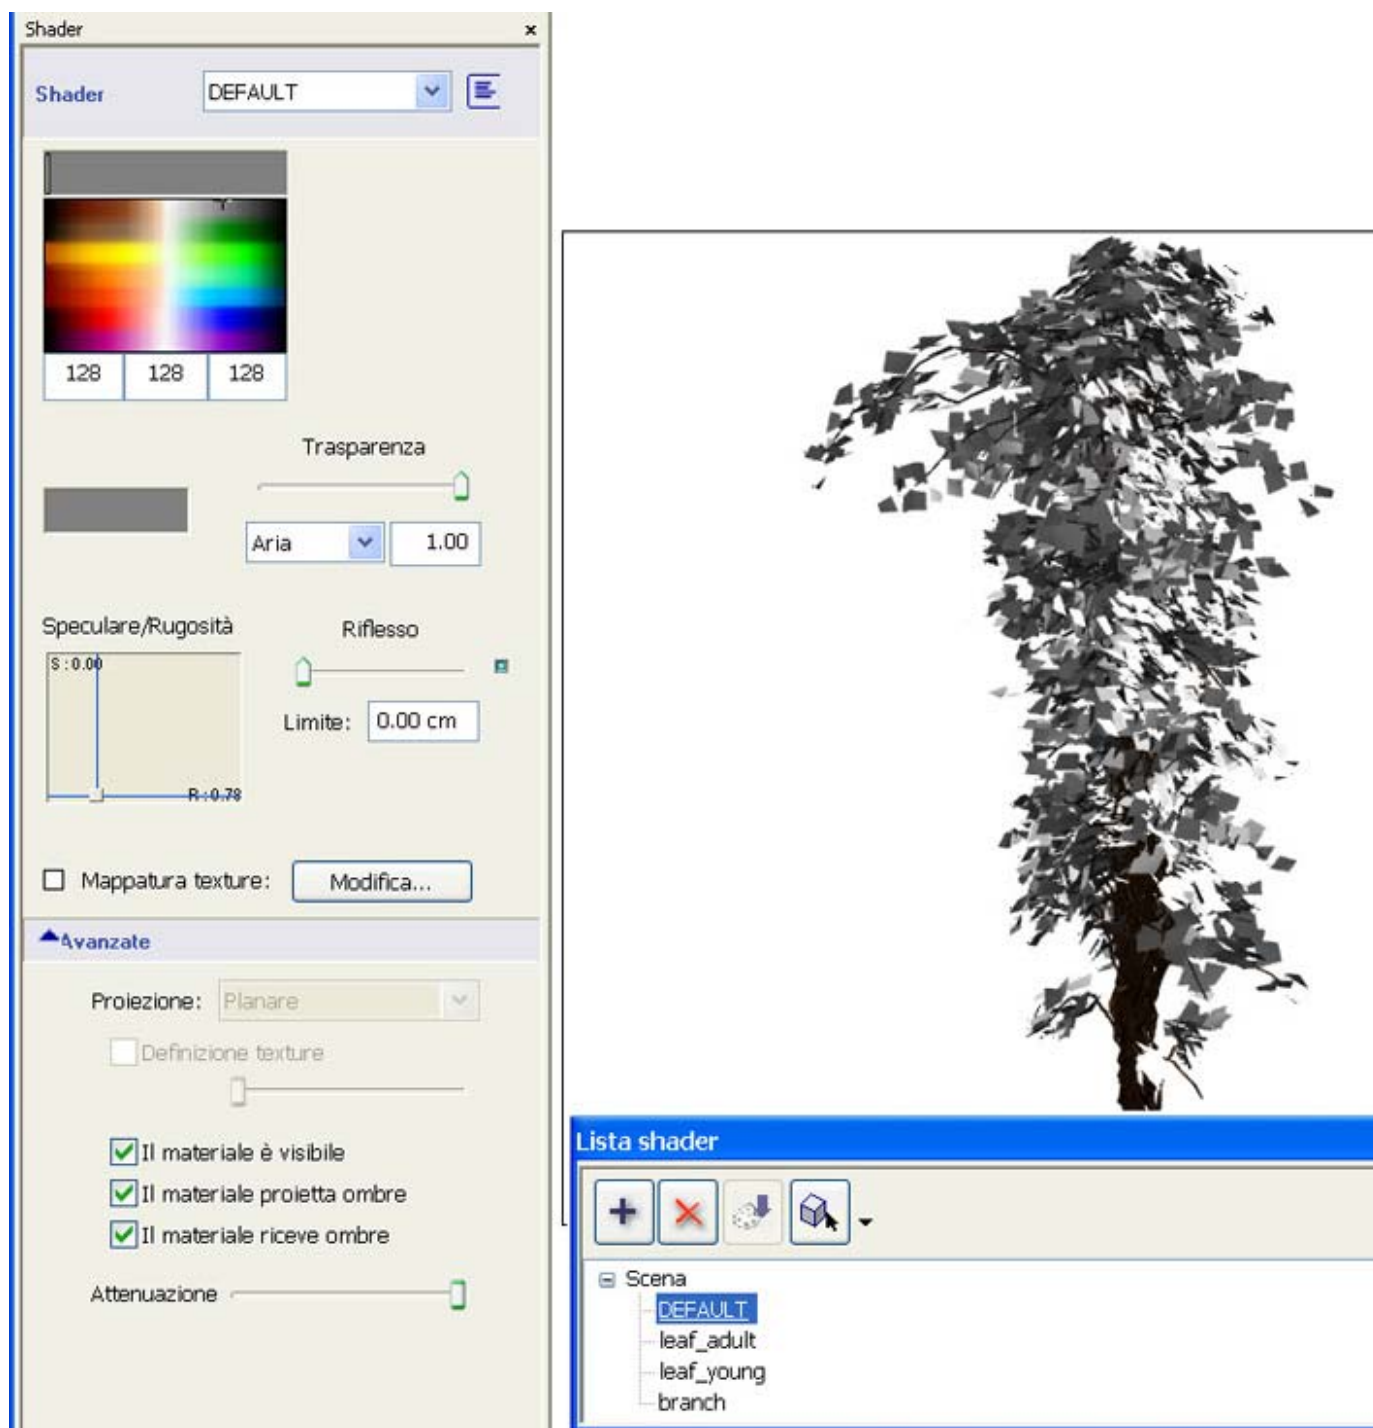 Shader
Shader DEFAULT
128 128 128
Trasparenza
Aria 1.00
Speculare/Rugosità Riflesso
S:0.00
Limite: 0.00 cm
R:0.78
Mappatura texture: Modifica...
Avanzate
Proiezione: Planare
Definizione texture
Il materiale è visibile
Il materiale proietta ombre
Il materiale riceve ombre
Attenuazione
Lista shader
Scena
DEFAULT
leaf_adult
leaf_young
branch